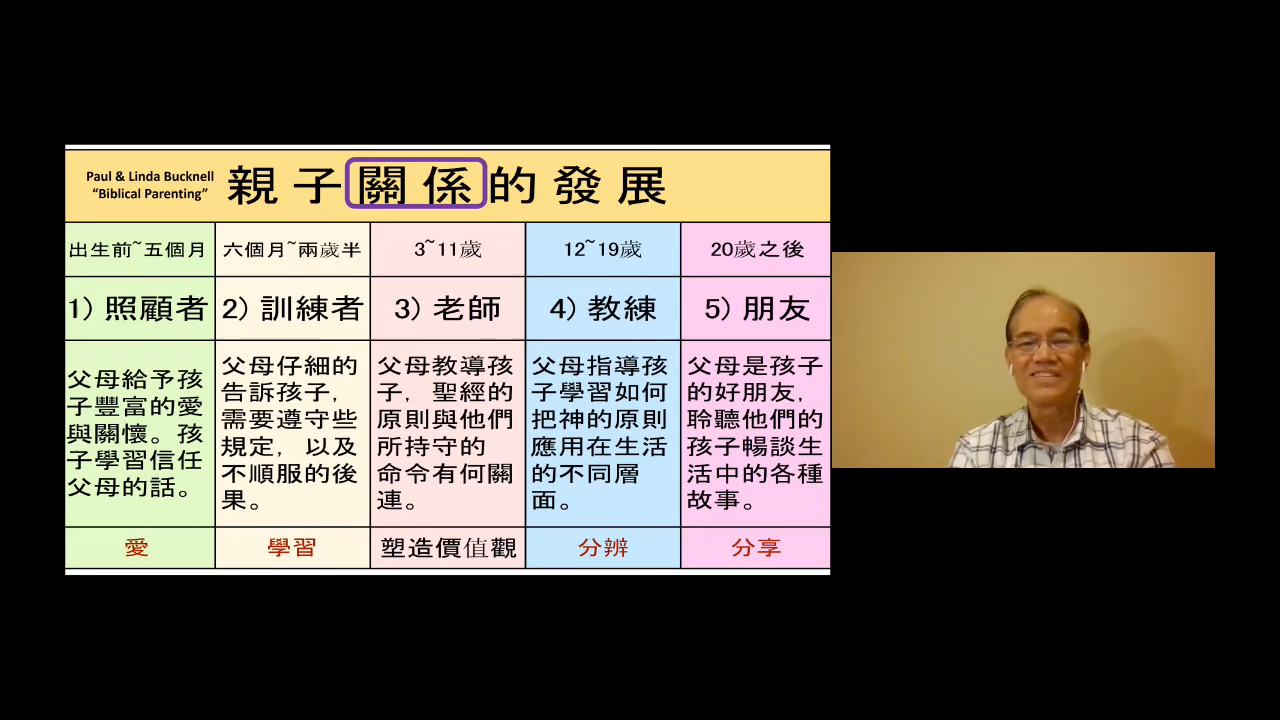 Paul & Linda Bucknell
“Biblical Parenting”
親子關係的發展
出生前~五個月
六個月~兩歲半
3~11歲
12~19歲
20歲之後
1) 照顧者
2) 訓練者
3) 老師
4) 教練
5) 朋友
父母給予孩
子豐富的愛
與關懷。孩
子學習信任
父母的話。
父母仔細的
告訴孩子,
需要遵守些
規定, 以及
不順服的後
果。
父母教導孩
子, 聖經的
原則與他們
所持守的
命令有何關
連。
父母指導孩
子學習如何
把神的原則
應用在生活
的不同層
面。
父母是孩子
的好朋友,
聆聽他們的
孩子暢談生
活中的各種
故事。
愛
學習
塑造價值觀
分辨
分享